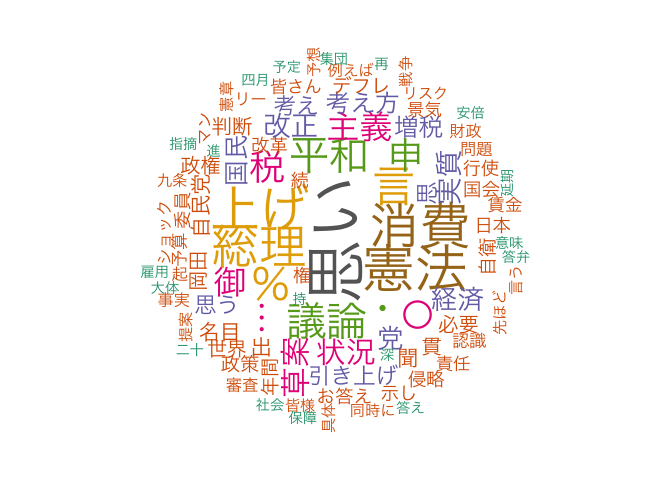 予定 集団 予想 例えば 再 戦争
四月 皆さん デフレ リスク
憲章 リー 考え 考え方 景気 安倍
マン 判断 改正 主義 増税 財政
指摘 進 国民 改革 平和 申 実質 問題
政権 税 続 言 思 行使 延期
九条 自民党 国会 賃金
ショック 委員 上げ い 消費 日本 意味
予算 総理 思 憲法 自衛 答弁
雇用 起 岡田 御 % 権 言う
大体 事実 思う 持 ・ 〇 経済 先ほど
提案 名目 … 議論 党 必要 認識
二十 世界 出 草案 状況 深 聞 貫 責任
政策 年間 引き上げ 侵略
審査 お答え 示し
社会 皆様 具体 同時に 答え
保障